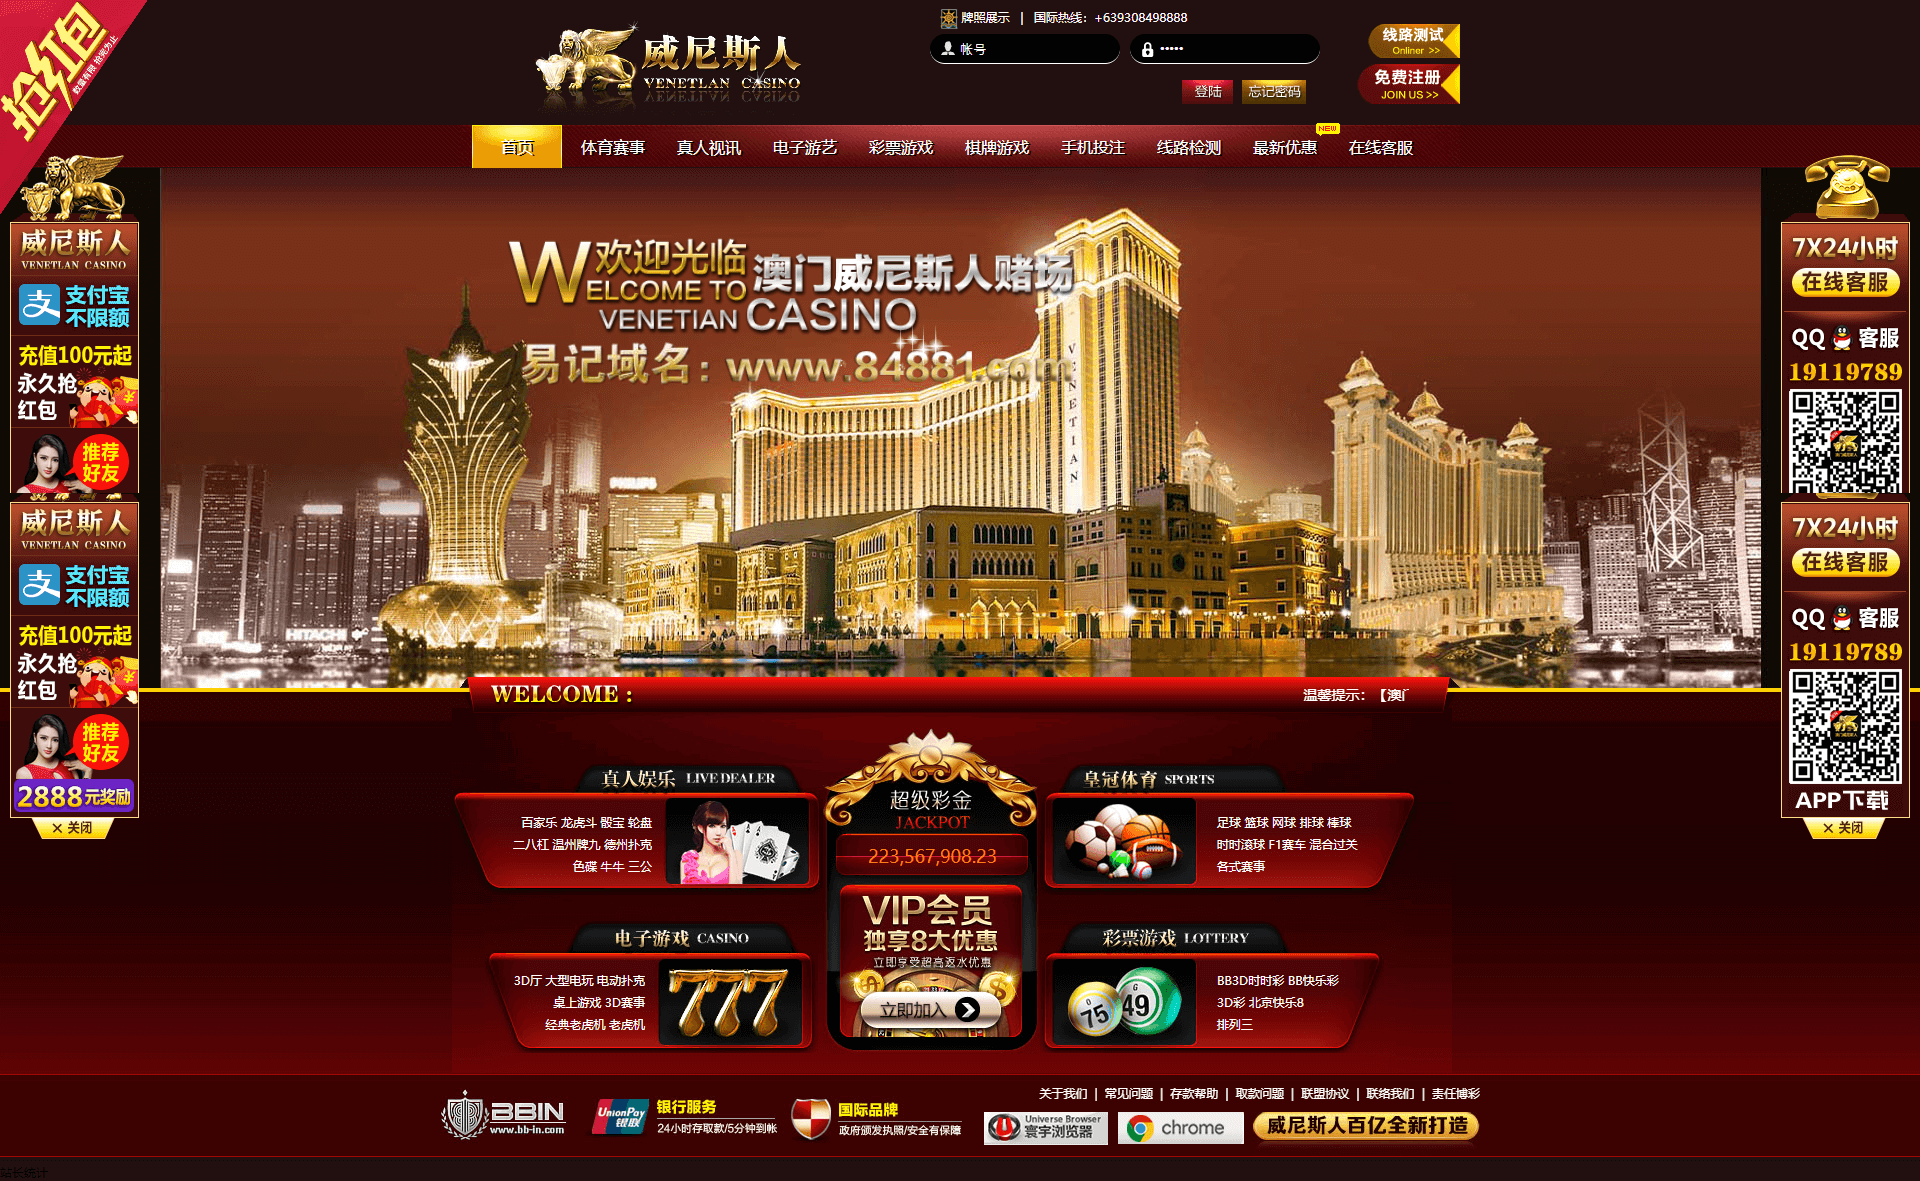 抢红包
数量有限 抢完为止
威尼斯人
VENETLAN CASINO
牌照展示 | 国际热线：+639308498888
帐号
•••••
登陆
忘记密码
线路测试
Onliner >>
免费注册
JOIN US >>
首页
体育赛事
真人视讯
电子游艺
彩票游戏
棋牌游戏
手机投注
线路检测
最新优惠
NEW
在线客服
W欢迎光临
ELCOME TO
澳门威尼斯人赌场
VENETIAN CASINO
易记域名：www.84881.com
VENETIAN
PHILIPS
HITACHI
威尼斯人
VENETLAN CASINO
支付宝
不限额
充值100元起
永久抢
红包
推荐
好友
威尼斯人
VENETLAN CASINO
支付宝
不限额
充值100元起
永久抢
红包
推荐
好友
2888元奖励
× 关闭
7X24小时
在线客服
QQ 客服
19119789
7X24小时
在线客服
QQ 客服
19119789
APP下载
× 关闭
WELCOME :
温馨提示：【澳门
真人娱乐 LIVE DEALER
百家乐 龙虎斗 骰宝 轮盘
二八杠 温州牌九 德州扑克
色碟 牛牛 三公
超级彩金
JACKPOT
223,567,908.23
VIP会员
独享8大优惠
立即享受超高返水优惠
立即加入
皇冠体育 SPORTS
足球 篮球 网球 排球 棒球
时时滚球 F1赛车 混合过关
各式赛事
电子游戏 CASINO
3D厅 大型电玩 电动扑克
桌上游戏 3D赛事
经典老虎机 老虎机
777
彩票游戏 LOTTERY
O
75
G
49
BB3D时时彩 BB快乐彩
3D彩 北京快乐8
排列三
BBIN
www.bb-in.com
UnionPay
银联
银行服务
24小时存取款/5分钟到帐
国际品牌
政府颁发执照/安全有保障
关于我们 | 常见问题 | 存款帮助 | 取款问题 | 联盟协议 | 联络我们 | 责任博彩
Universe Browser
寰宇浏览器
chrome
威尼斯人百亿全新打造
站长统计